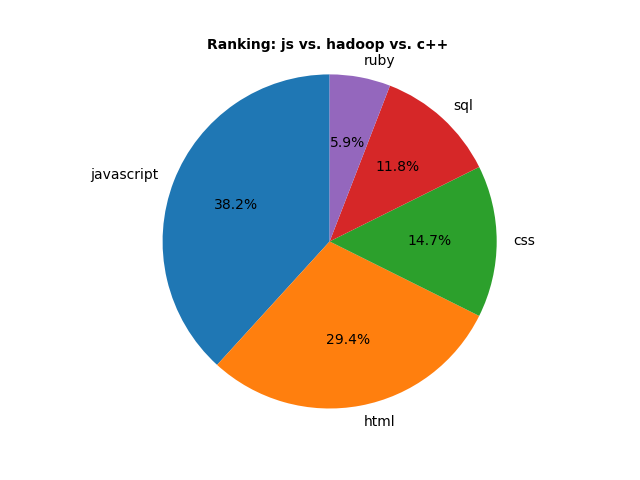 Ranking: js vs. hadoop vs. c++
ruby
sql
5.9%
11.8%
javascript
38.2%
14.7%
css
29.4%
html